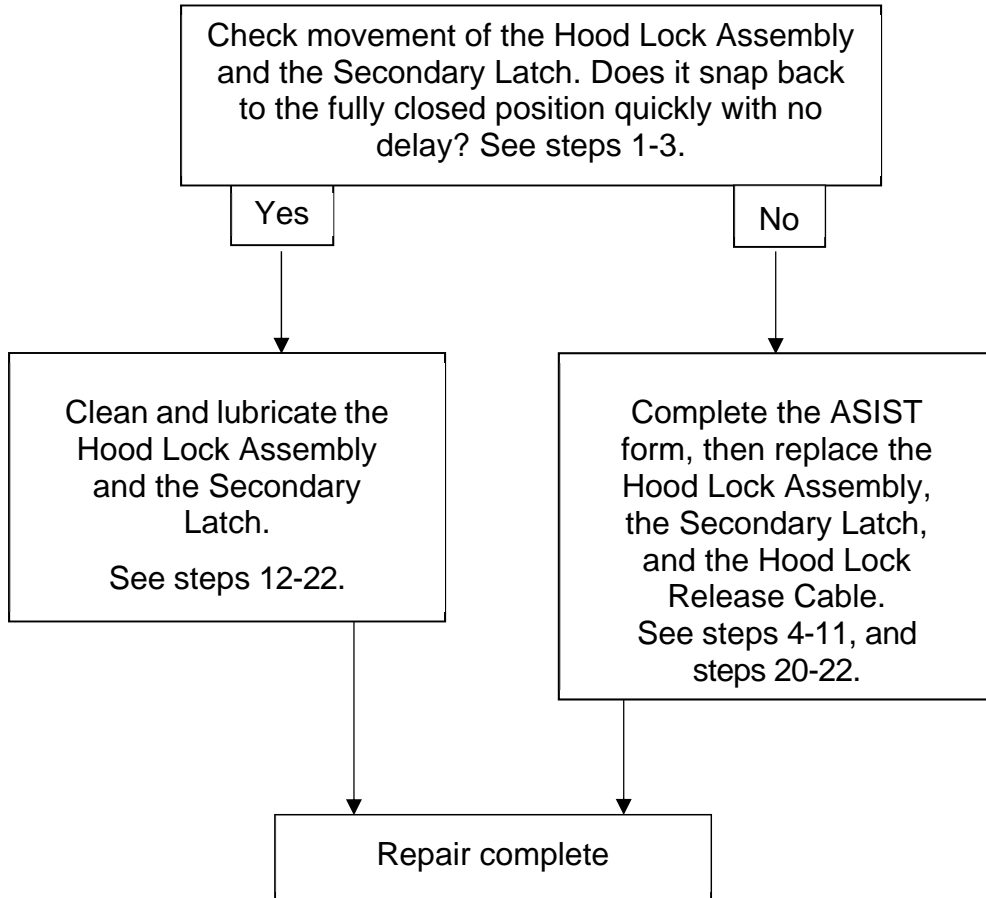 Check movement of the Hood Lock Assembly
and the Secondary Latch. Does it snap back
to the fully closed position quickly with no
delay? See steps 1-3.
Yes
No
Clean and lubricate the
Hood Lock Assembly
and the Secondary
Latch.
See steps 12-22.
Complete the ASIST
form, then replace the
Hood Lock Assembly,
the Secondary Latch,
and the Hood Lock
Release Cable.
See steps 4-11, and
steps 20-22.
Repair complete